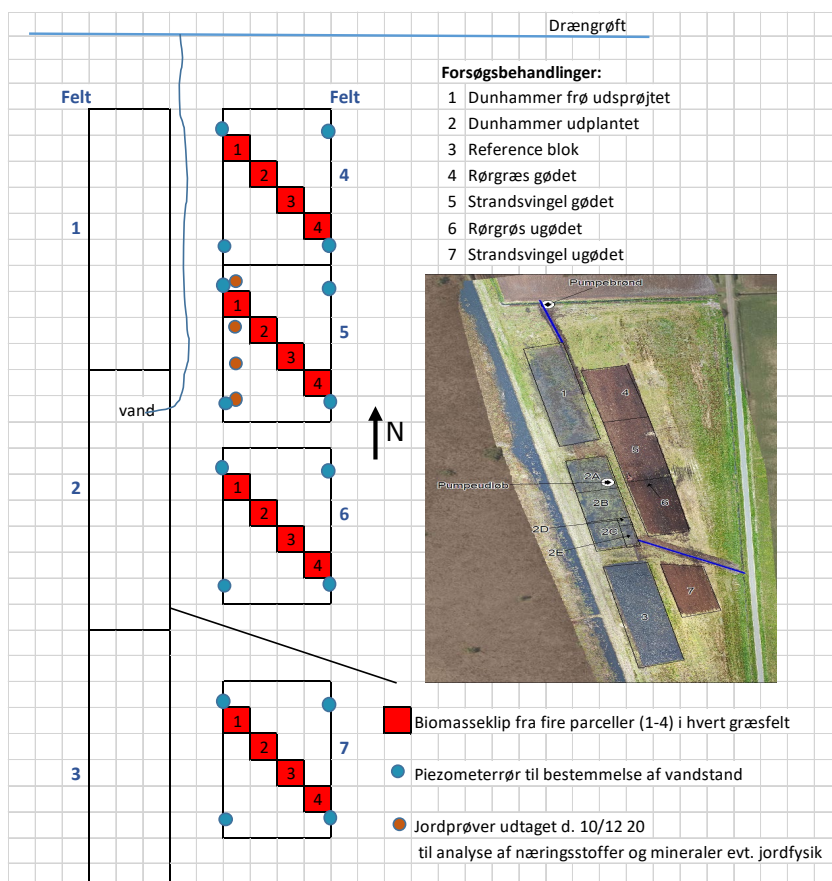 Drængrøft
Forsøgsbehandlinger:
1 Dunhammer frø udsprøjtet
2 Dunhammer udplantet
3 Reference blok
4 Rørgræs gødet
5 Strandsvingel gødet
6 Rørgrøs ugødet
7 Strandsvingel ugødet
Felt
Felt
1
2
3
4
4
1
1
2
3
4
5
vand
N
1
2
3
4
6
2
1
2
3
4
7
3
Pumpebrønd
1
4
5
2A
Pumpeudløb
2B
6
2D
2C
2E
7
3
Biomasseklip fra fire parceller (1-4) i hvert græsfelt
Piezometerrør til bestemmelse af vandstand
Jordprøver udtaget d. 10/12 20
til analyse af næringsstoffer og mineraler evt. jordfysik